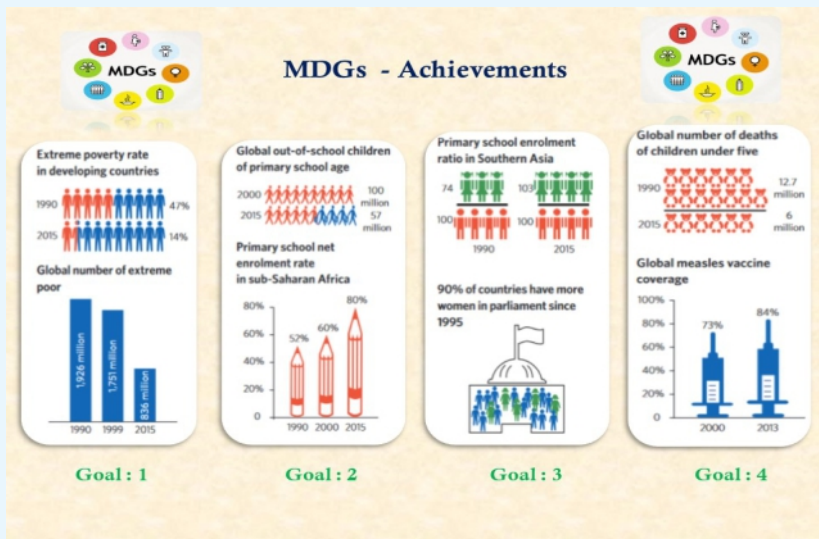 MDGs
MDGs - Achievements
MDGs
Extreme poverty rate
in developing countries
1990
47%
2015
14%
Global number of extreme
poor
1,926 million
1,751 million
836 million
1990 1999 2015
Goal : 1
Global out-of-school children
of primary school age
2000
100
million
2015
57
million
Primary school net
enrolment rate
in sub-Saharan Africa
80%
60%
40%
20%
0
52%
60%
80%
1990 2000 2015
Goal : 2
Primary school enrolment
ratio in Southern Asia
74
103
100
100
1990
2015
90% of countries have more
women in parliament since
1995
Goal : 3
Global number of deaths
of children under five
1990
12.7
million
2015
6
million
Global measles vaccine
coverage
100%
80%
60%
40%
20%
0
73%
84%
2000
2013
Goal : 4